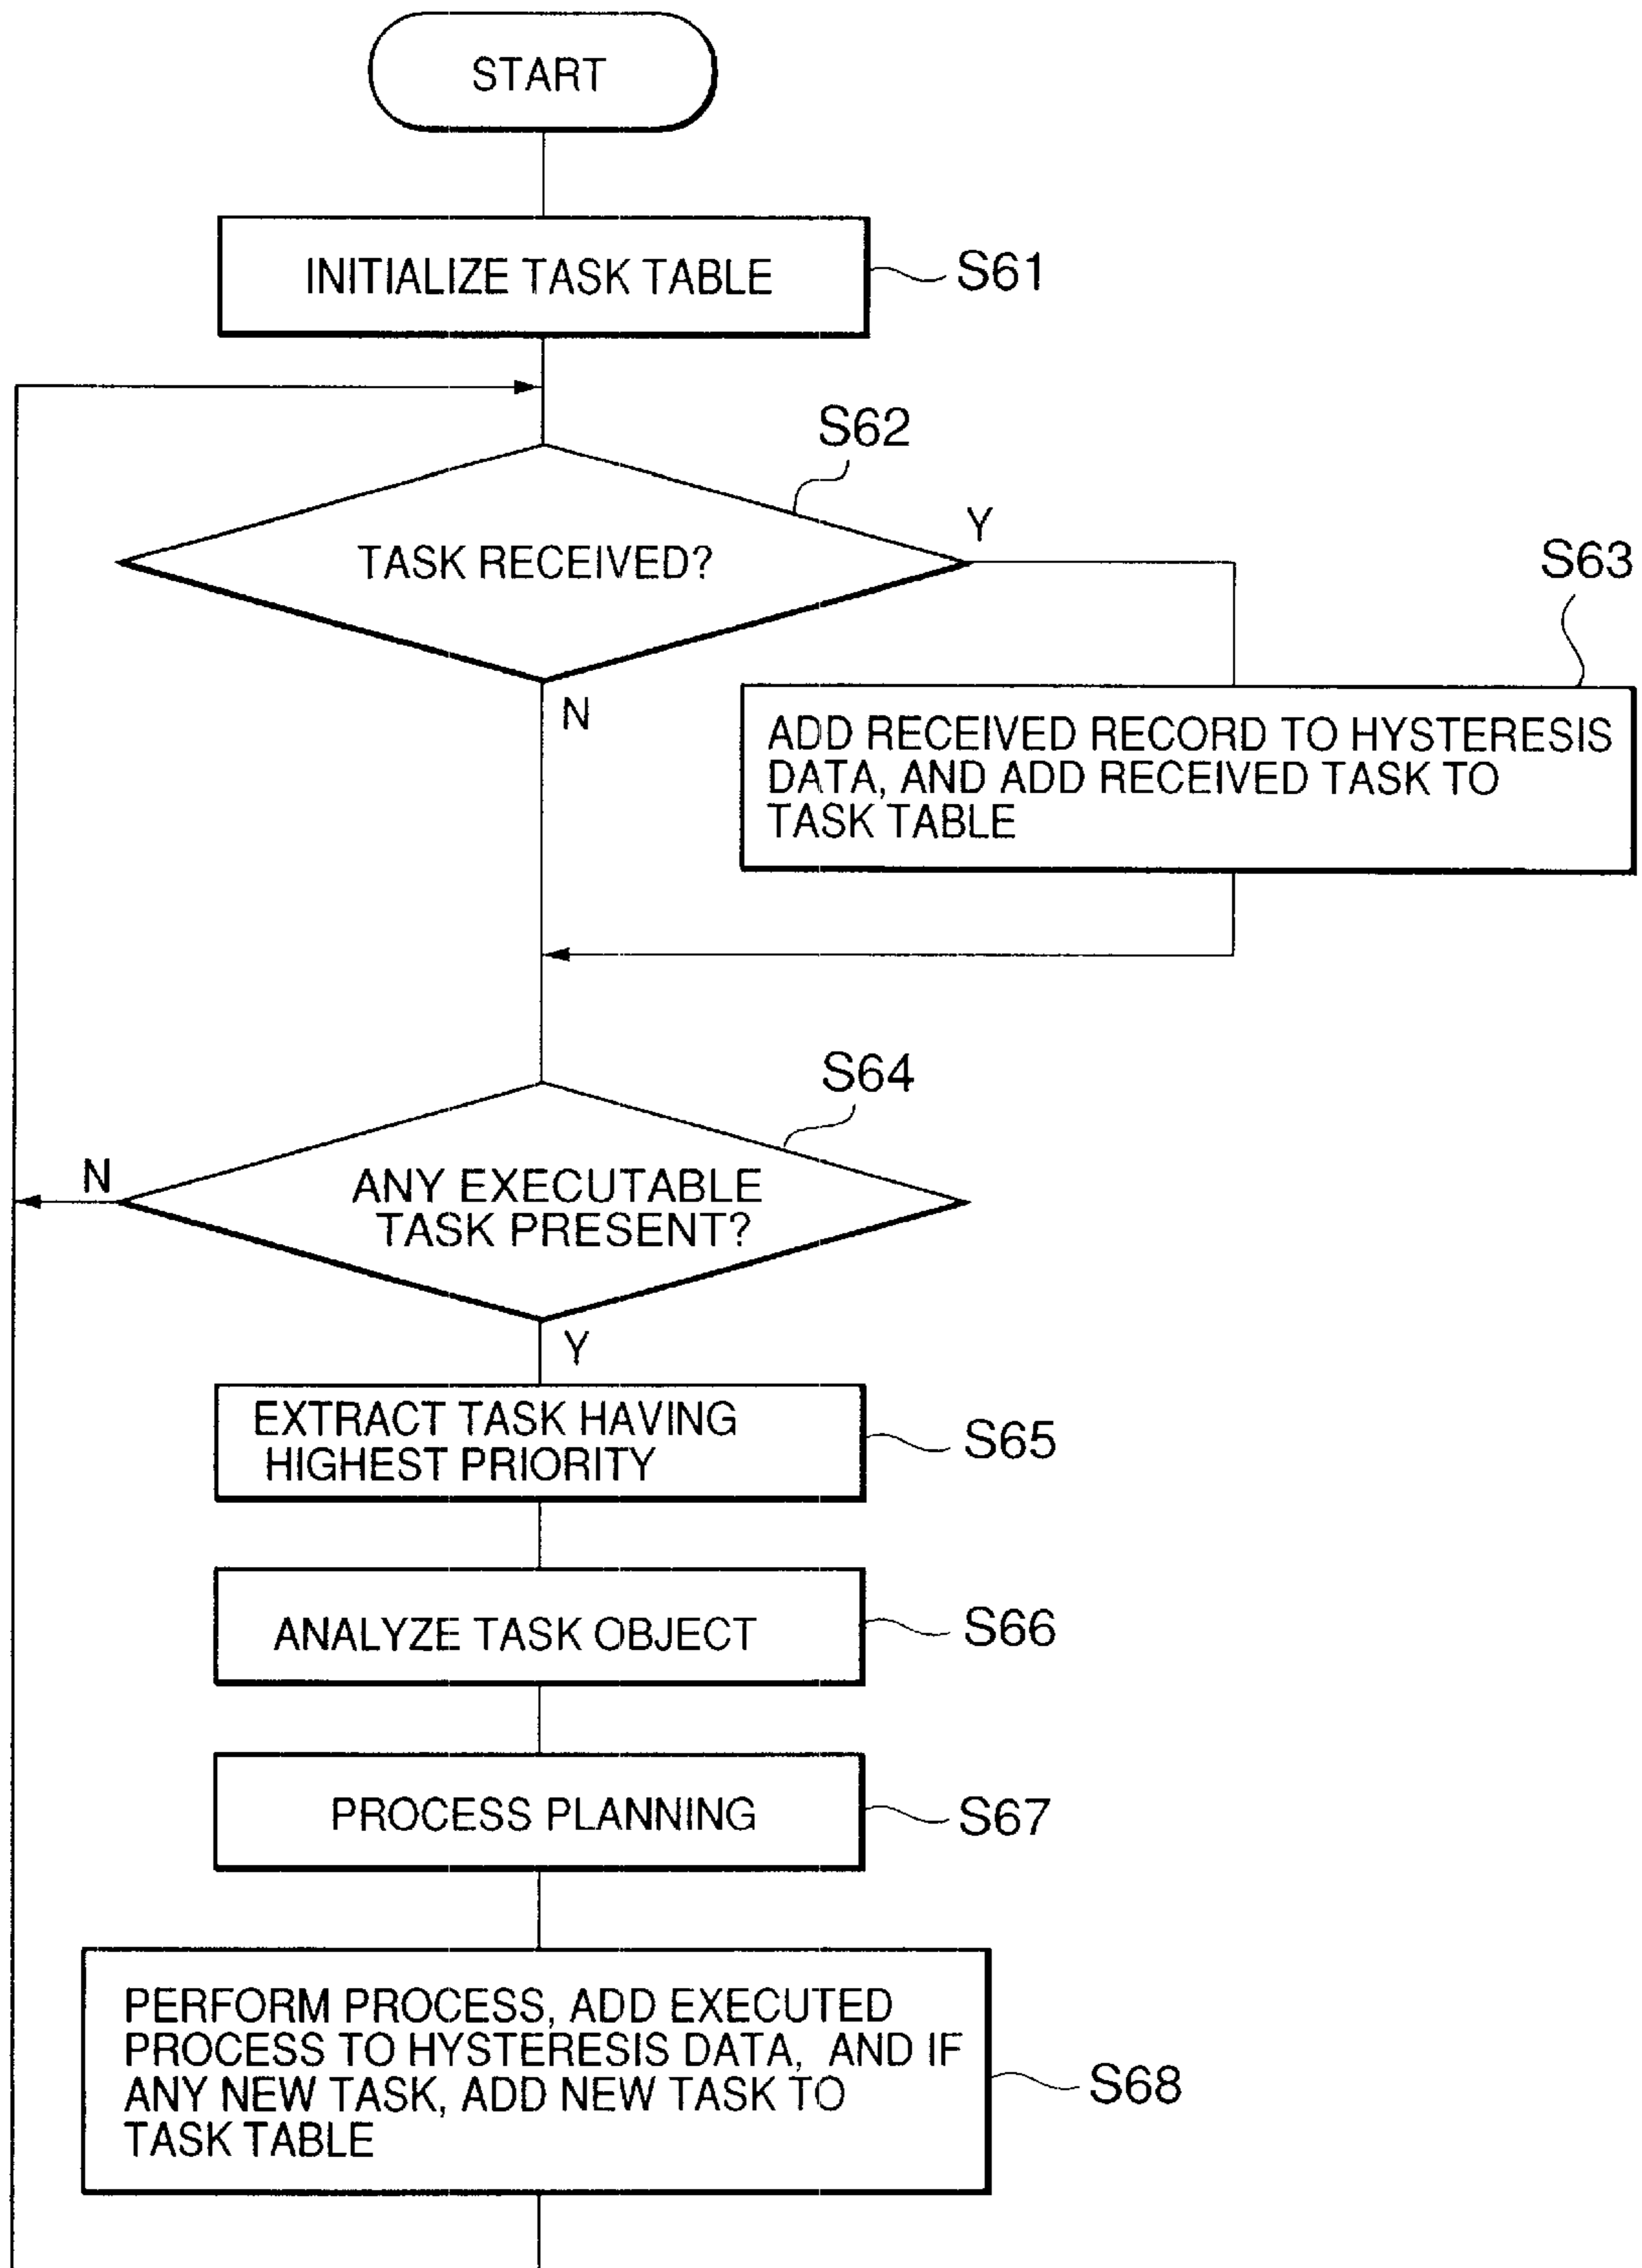 START
INITIALIZE TASK TABLE
S61
S62
TASK RECEIVED?
Y
N
S63
ADD RECEIVED RECORD TO HYSTERESIS
DATA, AND ADD RECEIVED TASK TO
TASK TABLE
S64
ANY EXECUTABLE
TASK PRESENT?
N
Y
EXTRACT TASK HAVING
HIGHEST PRIORITY
S65
ANALYZE TASK OBJECT
S66
PROCESS PLANNING
S67
PERFORM PROCESS, ADD EXECUTED
PROCESS TO HYSTERESIS DATA, AND IF
ANY NEW TASK, ADD NEW TASK TO
TASK TABLE
S68